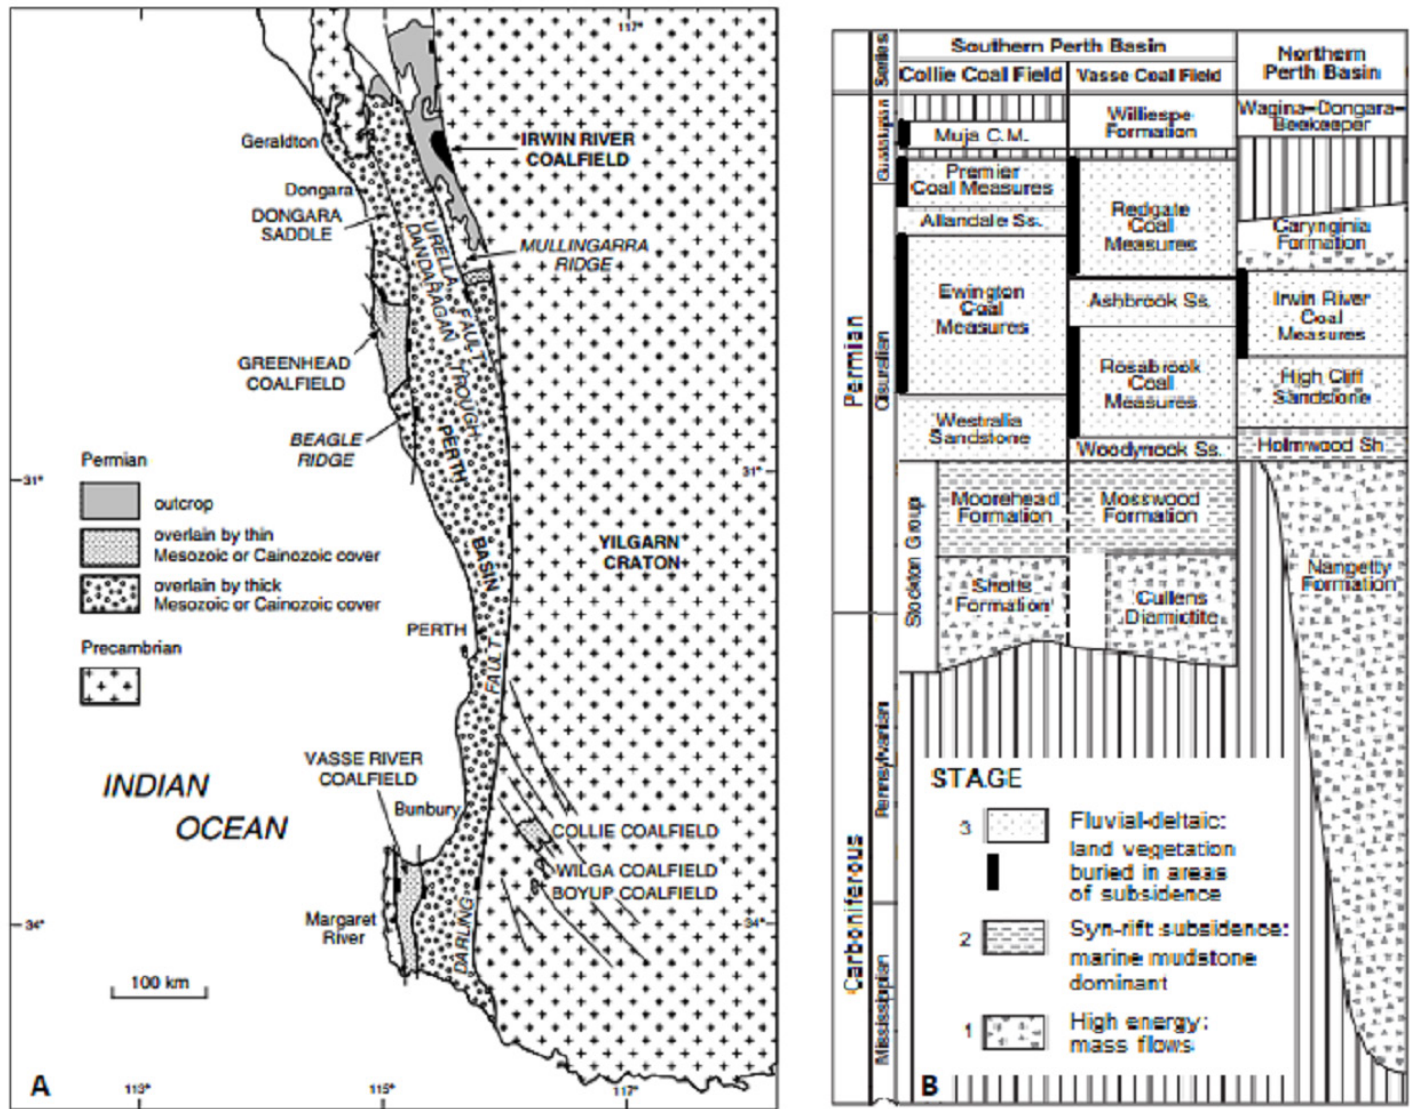 117°
Geraldton
IRWIN RIVER
COALFIELD
Dongara
DONGARA
SADDLE
URELLA FAULT
DANDARAGAN TROUGH
MULLINGARRA
RIDGE
GREENHEAD
COALFIELD
BEAGLE
RIDGE
PERTH BASIN
Permian
outcrop
overlain by thin
Mesozoic or Cainozoic cover
overlain by thick
Mesozoic or Cainozoic cover
Precambrian
31°
31°
YILGARN
CRATON
PERTH
DARLING FAULT
VASSE RIVER
COALFIELD
INDIAN
OCEAN
Bunbury
COLLIE COALFIELD
WILGA COALFIELD
BOYUP COALFIELD
Margaret
River
34°
34°
100 km
A
113°
115°
117°
Series
Southern Perth Basin
Northern
Perth Basin
Collie Coal Field
Vasse Coal Field
Permian
Carboniferous
Cisuralian
Pennsylvanian
Mississippian
Muja C.M.
Premier
Coal Measures
Allandale Ss.
Ewington
Coal
Measures
Westralia
Sandstone
Stockton Group
Moorehead
Formation
Shotts
Formation
Williespe
Formation
Redgate
Coal
Measures
Ashbrook Ss.
Rosabrook
Coal
Measures
Woodynook Ss.
Mosswood
Formation
Cullens
Diamictite
Wagina-Dongara-
Beekeeper
Carynginia
Formation
Irwin River
Coal
Measures
High Cliff
Sandstone
Holmwood Sh
Nangetty
Formation
STAGE
3 Fluvial-deltaic:
land vegetation
buried in areas
of subsidence
2 Syn-rift subsidence:
marine mudstone
dominant
1 High energy:
mass flows
B